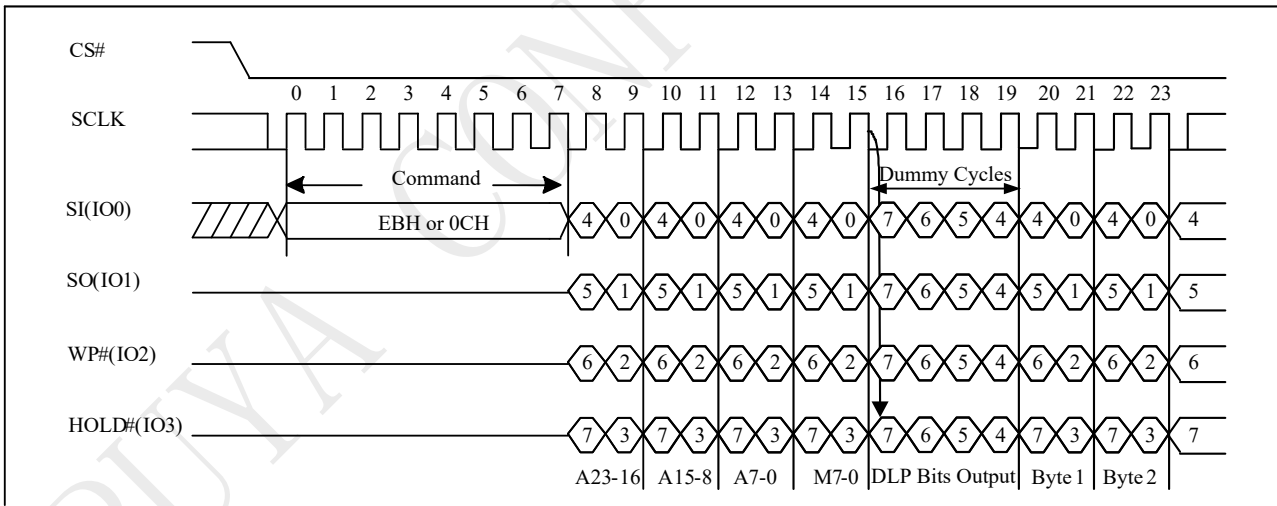 CS#
0 1 2 3 4 5 6 7 8 9 10 11 12 13 14 15 16 17 18 19 20 21 22 23
SCLK
Command
Dummy Cycles
SI(IO0)
EBH or 0CH
4 0 4 0 4 0 4 0 7 6 5 4 4 0 4 0 4
SO(IO1)
5 1 5 1 5 1 5 1 7 6 5 4 5 1 5 1 5
WP#(IO2)
6 2 6 2 6 2 6 2 7 6 5 4 6 2 6 2 6
HOLD#(IO3)
7 3 7 3 7 3 7 3 7 6 5 4 7 3 7 3 7
A23-16 A15-8 A7-0 M7-0 DLP Bits Output Byte 1 Byte 2
PUYA CONF